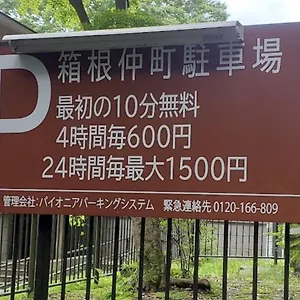 P 箱根仲町駐車場
最初の10分無料
4時間毎600円
24時間毎最大1500円
管理会社:パイオニアパーキングシステム 緊急連絡先 0120-166-809